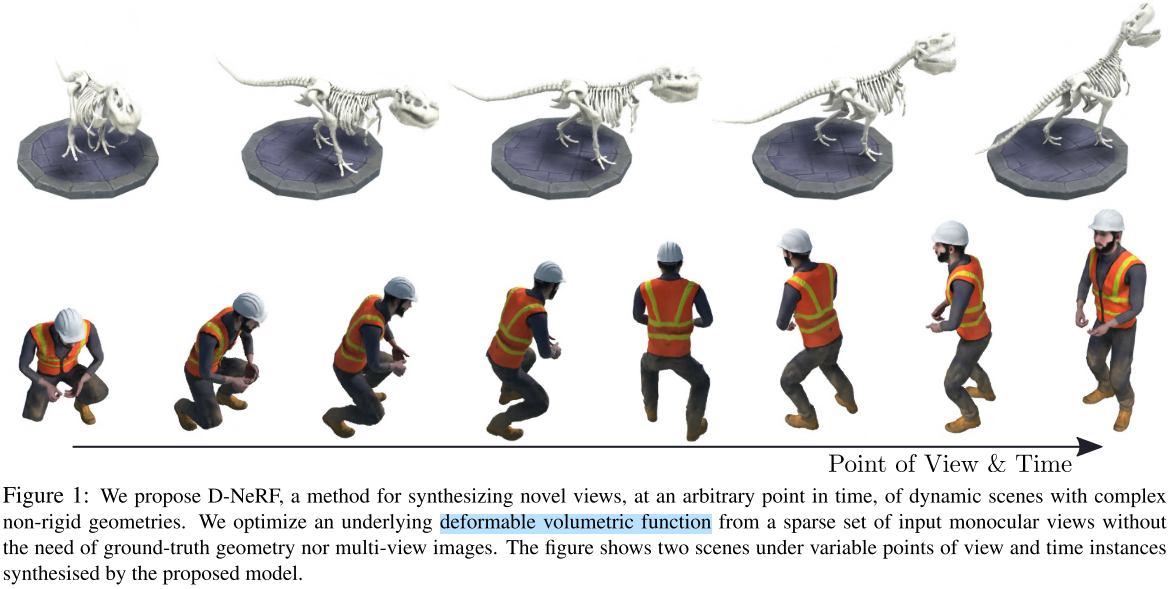 Point of View & Time
Figure 1: We propose D-NeRF, a method for synthesizing novel views, at an arbitrary point in time, of dynamic scenes with complex
non-rigid geometries. We optimize an underlying deformable volumetric function from a sparse set of input monocular views without
the need of ground-truth geometry nor multi-view images. The figure shows two scenes under variable points of view and time instances
synthesised by the proposed model.